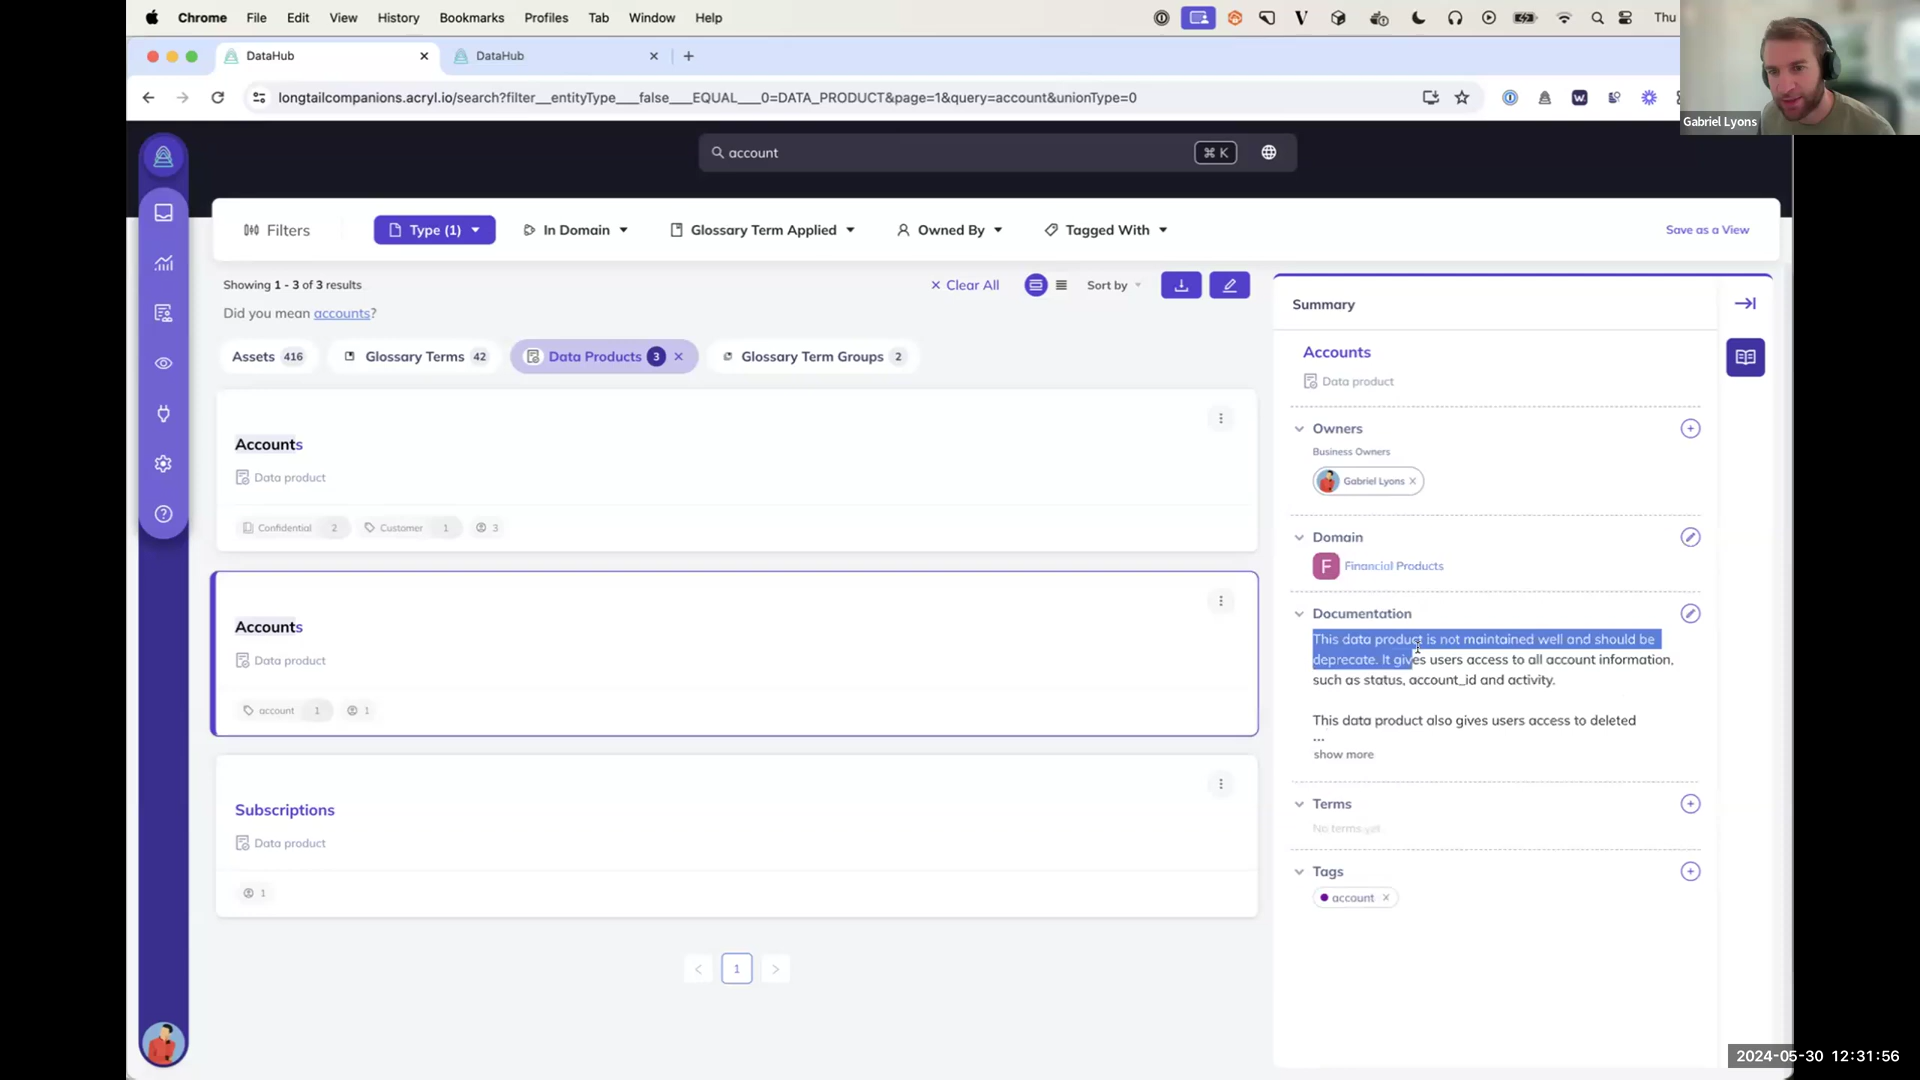 Chrome File Edit View History Bookmarks Profiles Tab Window Help Thu
DataHub DataHub
longtailcompanions.acryl.io/search?filter__entityType___false___EQUAL___0=DATA_PRODUCT&page=1&query=account&unionType=0
Gabriel Lyons
account ⌘ K
Filters Type (1) In Domain Glossary Term Applied Owned By Tagged With Save as a View
Showing 1 - 3 of 3 results Clear All Sort by
Did you mean accounts?
Assets 416 Glossary Terms 42 Data Products 3 Glossary Term Groups 2
Accounts
Data product
Confidential 2 Customer 1 3
Accounts
Data product
account 1 1
Subscriptions
Data product
1
1
Summary
Accounts
Data product
Owners
Business Owners
Gabriel Lyons
Domain
F Financial Products
Documentation
This data product is not maintained well and should be
deprecate. It gives users access to all account information,
such as status, account_id and activity.
This data product also gives users access to deleted
...
show more
Terms
No terms yet
Tags
account
2024-05-30 12:31:56